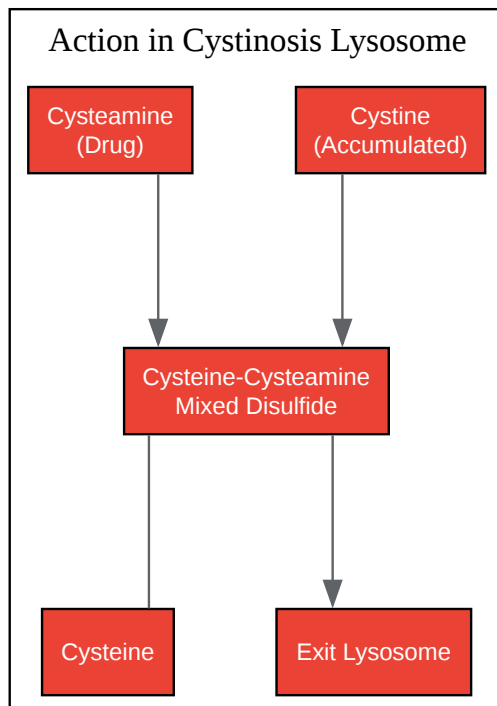 Action in Cystinosis Lysosome
Cysteamine
(Drug)
Cystine
(Accumulated)
Cysteine-Cysteamine
Mixed Disulfide
Cysteine
Exit Lysosome